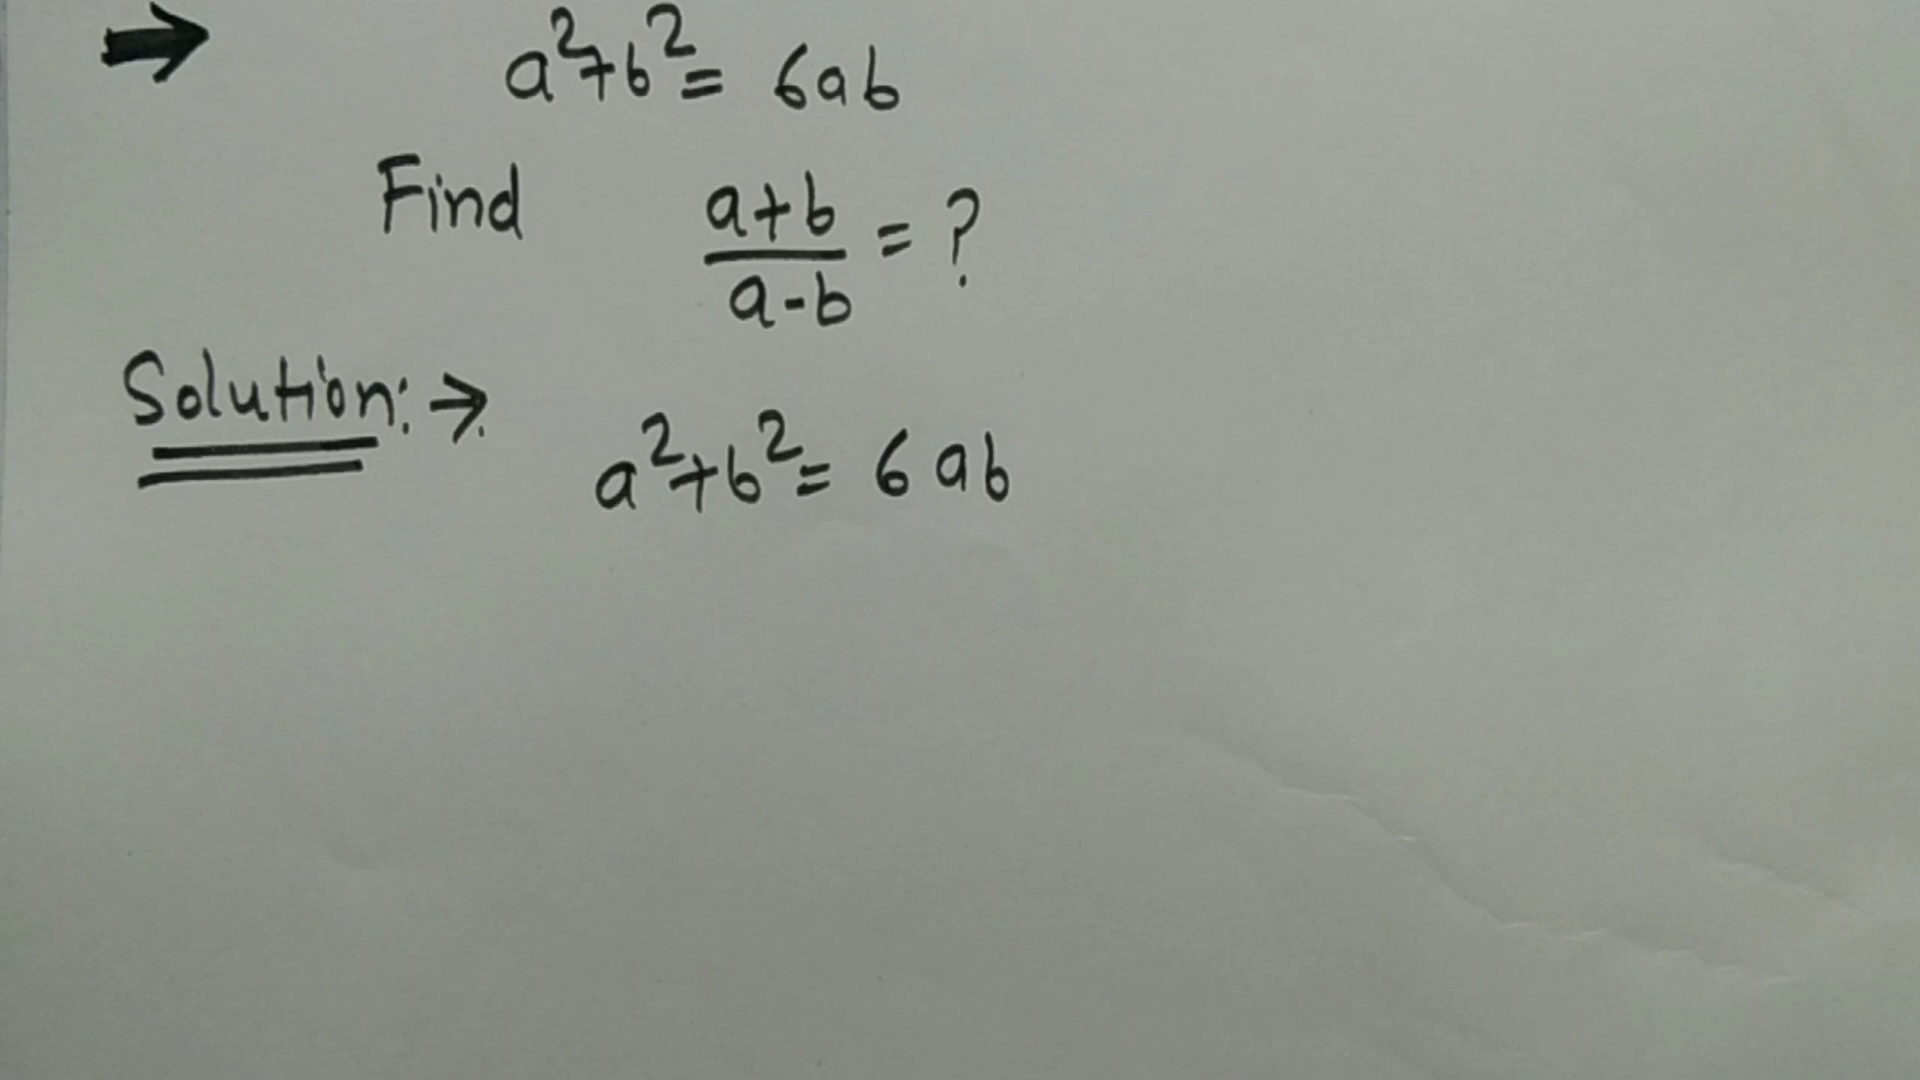 ➡ a²+b²= 6ab
Find a+b/a-b = ?
Solution:→ a²+b²= 6ab